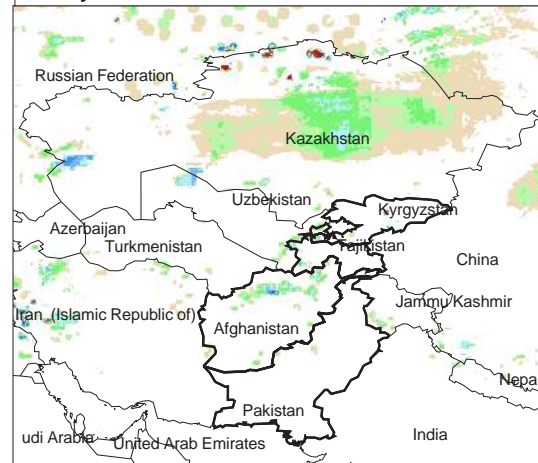 Russian Federation
Kazakhstan
Uzbekistan
Kyrgyzstan
Azerbaijan
Turkmenistan
Tajikistan
China
Jammu Kashmir
Iran (Islamic Republic of)
Afghanistan
Nepa
Pakistan
udi Arabia
United Arab Emirates
India